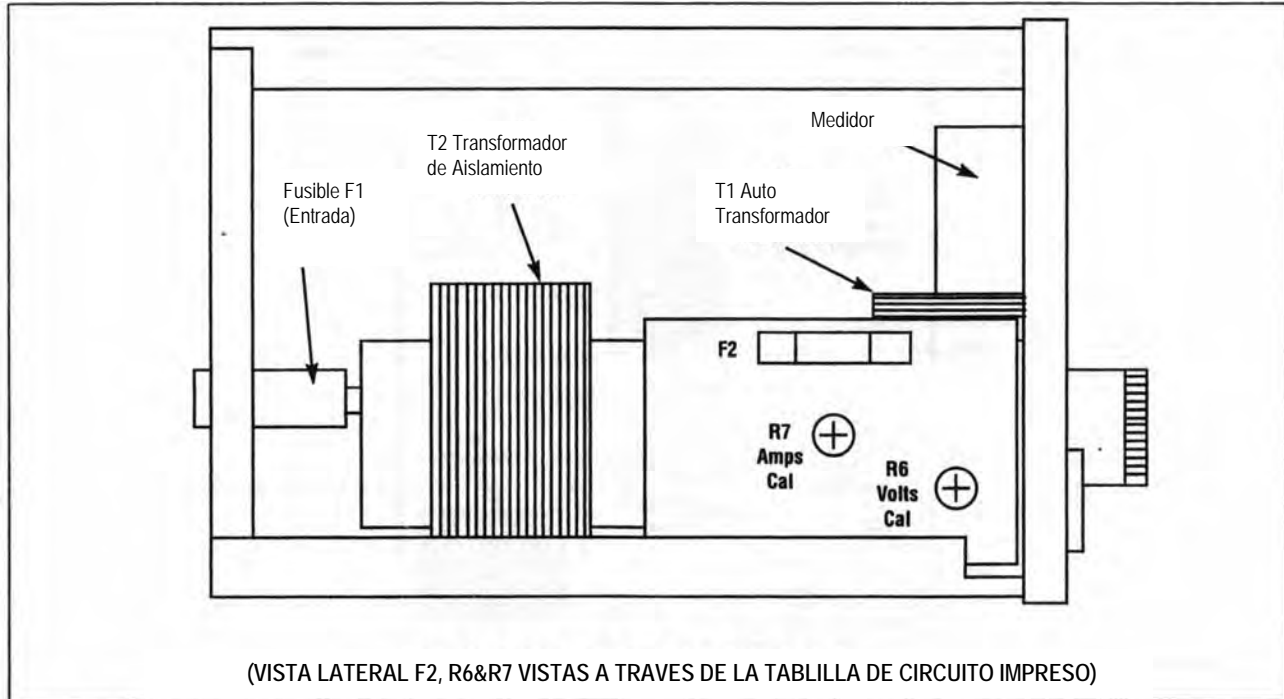 Medidor
T2 Transformador
de Aislamiento
T1 Auto
Transformador
Fusible F1
(Entrada)
F2
R7
Amps
Cal
R6
Volts
Cal
(VISTA LATERAL F2, R6&R7 VISTAS A TRAVES DE LA TABLILLA DE CIRCUITO IMPRESO)